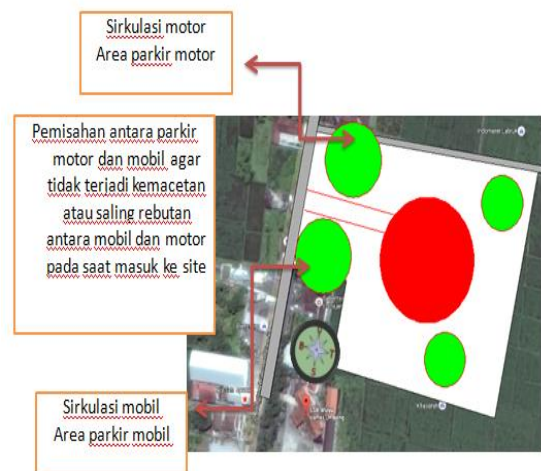 Sirkulasi motor
Area parkir motor
Pemisahan antara parkir
motor dan mobil agar
tidak terjadi kemacetan
atau saling rebutan
antara mobil dan motor
pada saat masuk ke site
Sirkulasi mobil
Area parkir mobil